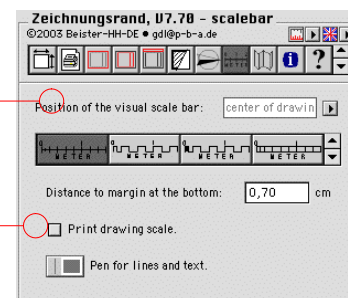 Zeichnungsrand, V7.70 - scalebar
©2003 Beister-HH-DE • gdl@p-b-a.de
METER
i ?
Position of the visual scale bar: center of drawin
METER METER METER METER
Distance to margin at the bottom: 0,70 cm
Print drawing scale.
Pen for lines and text.